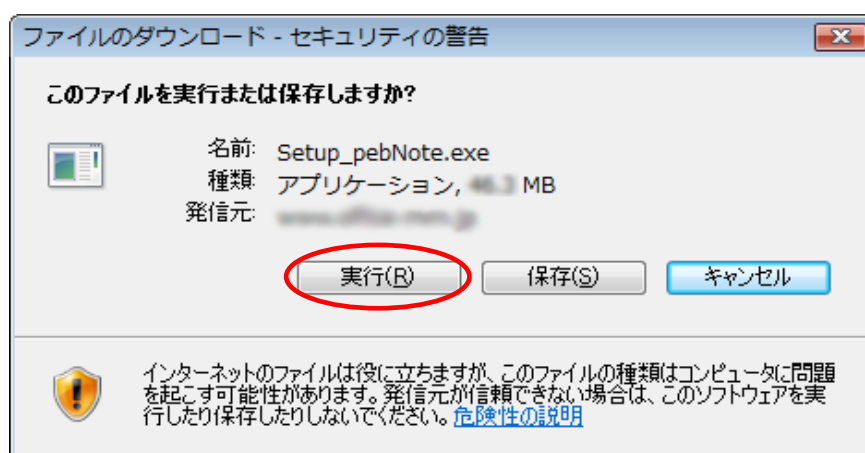 ファイルのダウンロード - セキュリティの警告
このファイルを実行または保存しますか?
名前: Setup_pebNote.exe
種類: アプリケーション, MB
発信元:
実行(R) 保存(S) キャンセル
インターネットのファイルは役に立ちますが、このファイルの種類はコンピュータに問題
を起こす可能性があります。発信元が信頼できない場合は、このソフトウェアを実
行したり保存したりしないでください。危険性の説明